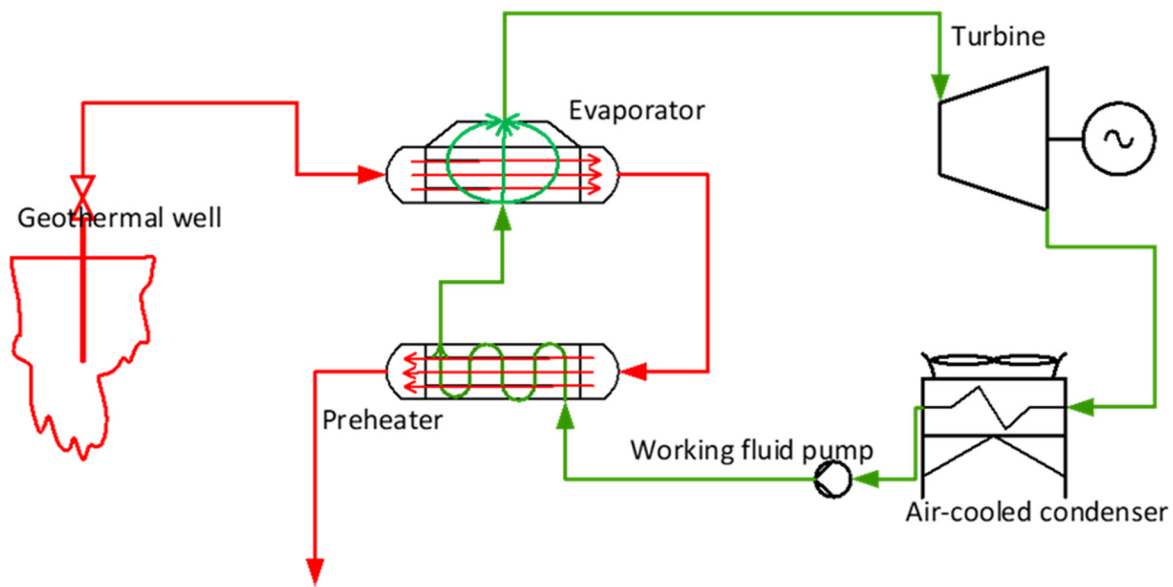 Turbine
Evaporator
Geothermal well
Preheater
Working fluid pump
Air-cooled condenser